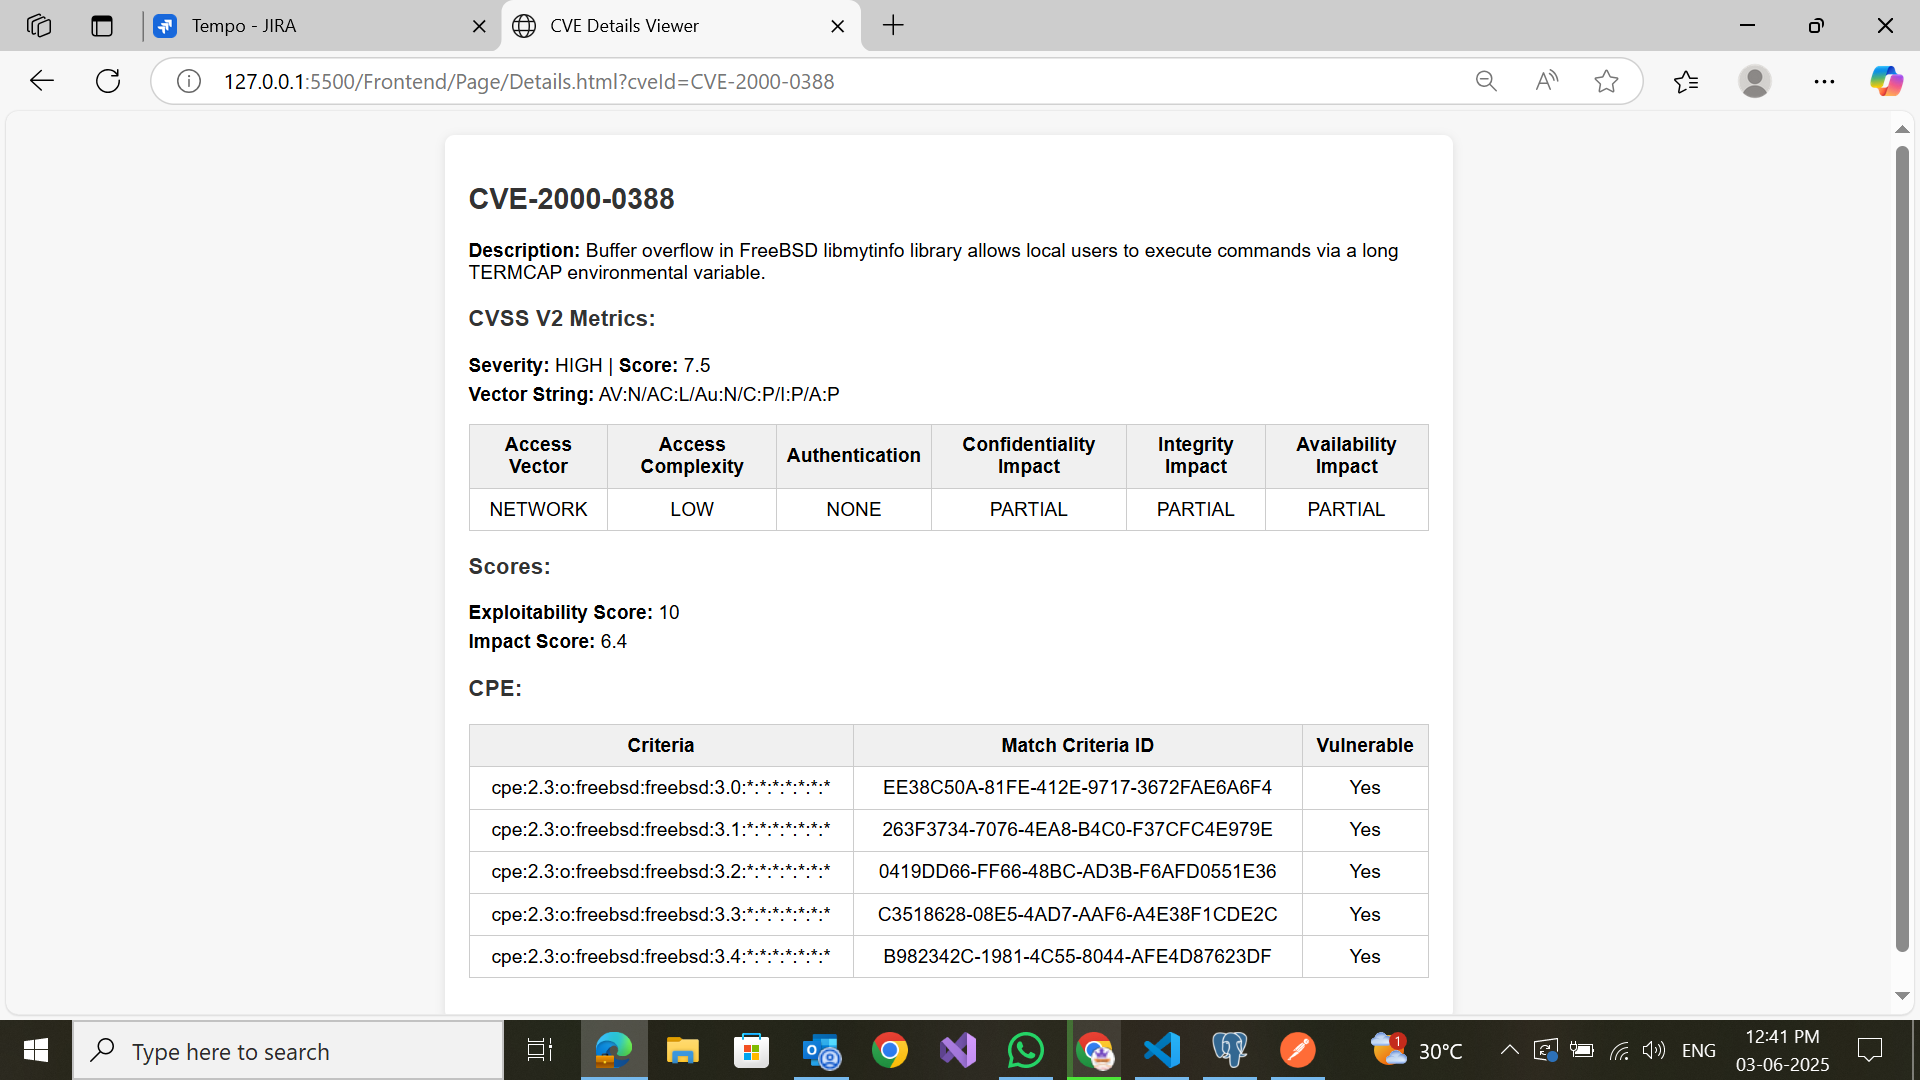 Tempo - JIRA
CVE Details Viewer
127.0.0.1:5500/Frontend/Page/Details.html?cveId=CVE-2000-0388
CVE-2000-0388
Description: Buffer overflow in FreeBSD libmytinfo library allows local users to execute commands via a long
TERMCAP environmental variable.
CVSS V2 Metrics:
Severity: HIGH | Score: 7.5
Vector String: AV:N/AC:L/Au:N/C:P/I:P/A:P
Access Vector Access Complexity Authentication Confidentiality Impact Integrity Impact Availability Impact
NETWORK LOW NONE PARTIAL PARTIAL PARTIAL
Scores:
Exploitability Score: 10
Impact Score: 6.4
CPE:
Criteria Match Criteria ID Vulnerable
cpe:2.3:o:freebsd:freebsd:3.0:*:*:*:*:*:*:* EE38C50A-81FE-412E-9717-3672FAE6A6F4 Yes
cpe:2.3:o:freebsd:freebsd:3.1:*:*:*:*:*:*:* 263F3734-7076-4EA8-B4C0-F37CFC4E979E Yes
cpe:2.3:o:freebsd:freebsd:3.2:*:*:*:*:*:*:* 0419DD66-FF66-48BC-AD3B-F6AFD0551E36 Yes
cpe:2.3:o:freebsd:freebsd:3.3:*:*:*:*:*:*:* C3518628-08E5-4AD7-AAF6-A4E38F1CDE2C Yes
cpe:2.3:o:freebsd:freebsd:3.4:*:*:*:*:*:*:* B982342C-1981-4C55-8044-AFE4D87623DF Yes
Type here to search
1
30°C
ENG
12:41 PM
03-06-2025